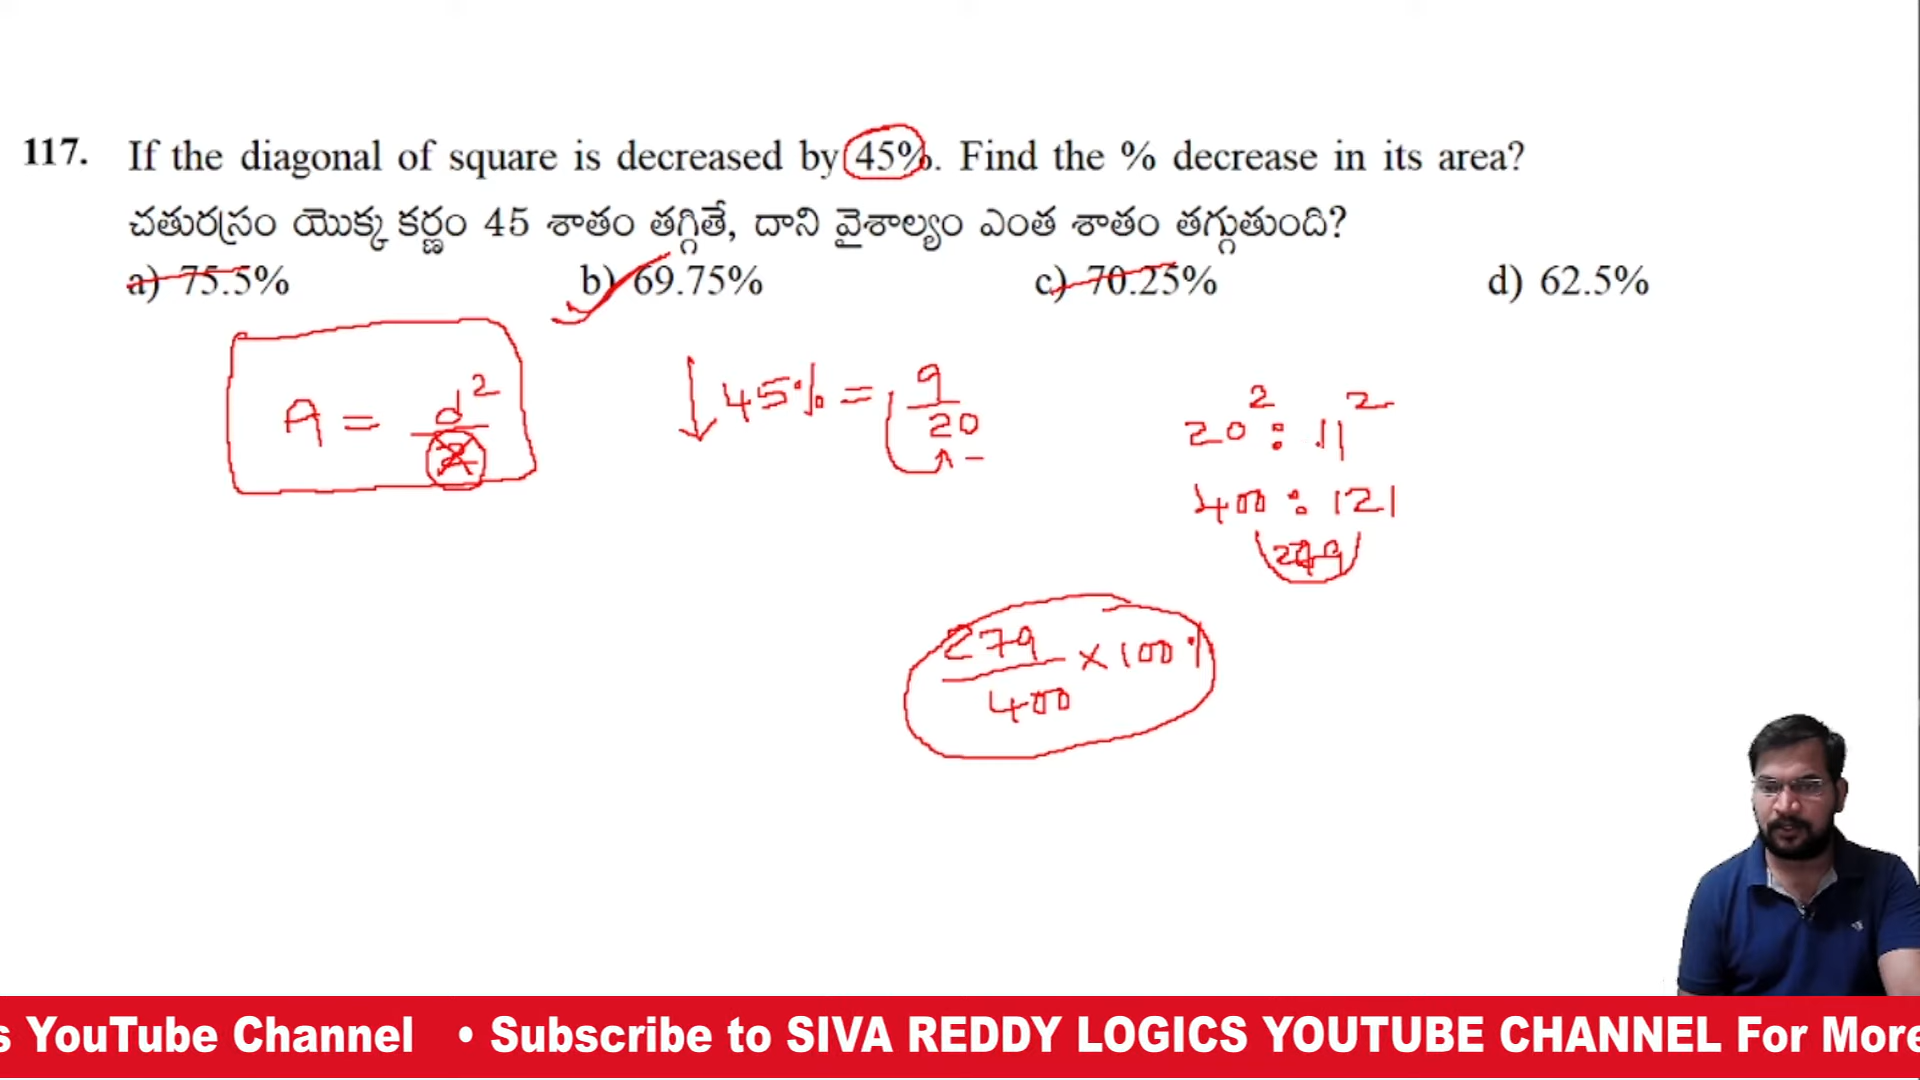 117. If the diagonal of square is decreased by 45%. Find the % decrease in its area?
చతురస్రం యొక్క కర్ణం 45 శాతం తగ్గితే, దాని వైశాల్యం ఎంత శాతం తగ్గుతుంది?
a) 75.5% b) 69.75% c) 70.25% d) 62.5%
A = d²/2
↓ 45% = 9/20
20² : 11²
400 : 121
279
279/400 × 100%
s YouTube Channel • Subscribe to SIVA REDDY LOGICS YOUTUBE CHANNEL For More